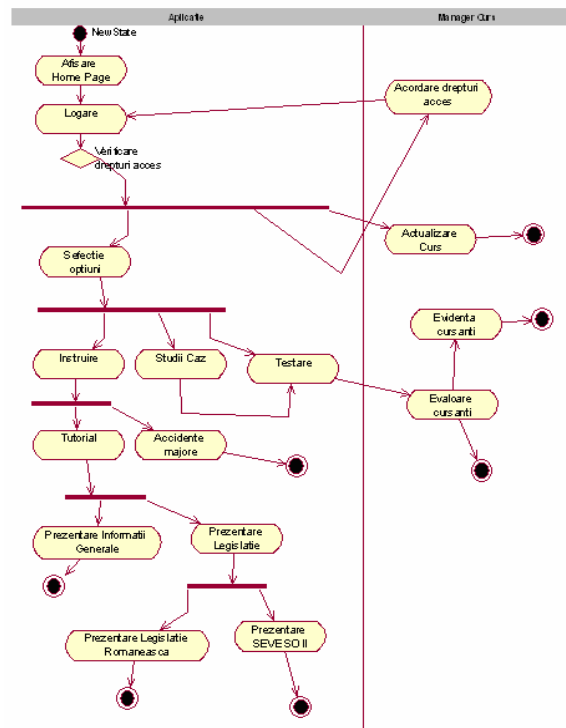 Aplicatie
Manager Curs
NewState
Afisare
Home Page
Acordare drepturi
acces
Logare
Verificare
drepturi acces
Actualizare
Curs
Selectie
optiuni
Evidenta
cursanti
Instruire
Studii Caz
Testare
Evaloare
cursanti
Tutorial
Accidente
majore
Prezentare Informatii
Generale
Prezentare
Legislatie
Prezentare Legislatie
Romaneasca
Prezentare
SEVESO II